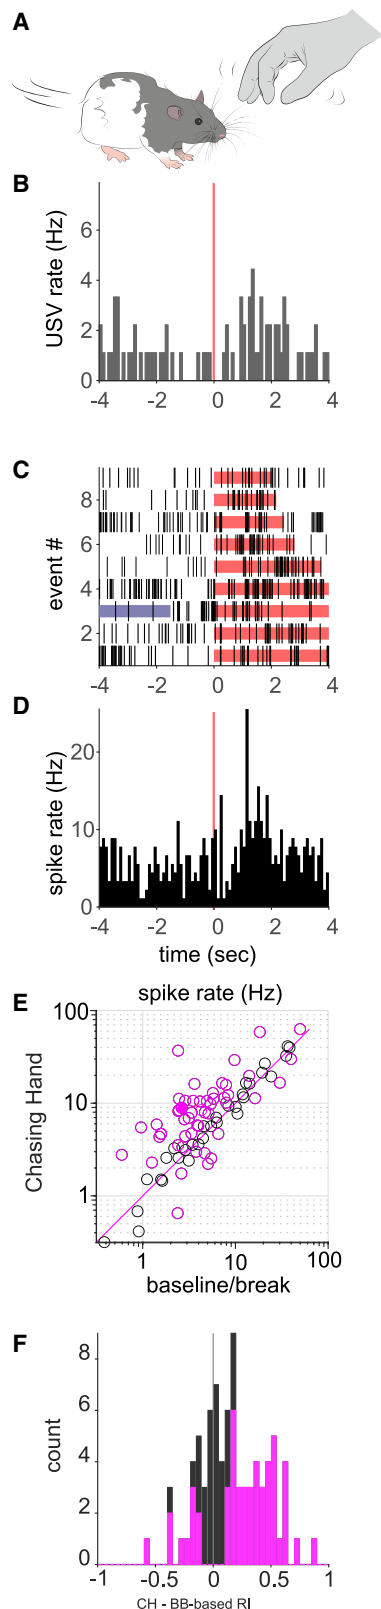 A
B
USV rate (Hz)
6
4
2
0
-4 -2 0 2 4
C
event #
8
6
4
2
-4 -2 0 2 4
D
spike rate (Hz)
20
10
0
-4 -2 0 2 4
time (sec)
E
spike rate (Hz)
Chasing Hand
100
10
1
1 10 100
baseline/break
F
count
8
6
4
2
0
-1 -0.5 0 0.5 1
CH - BB-based RI